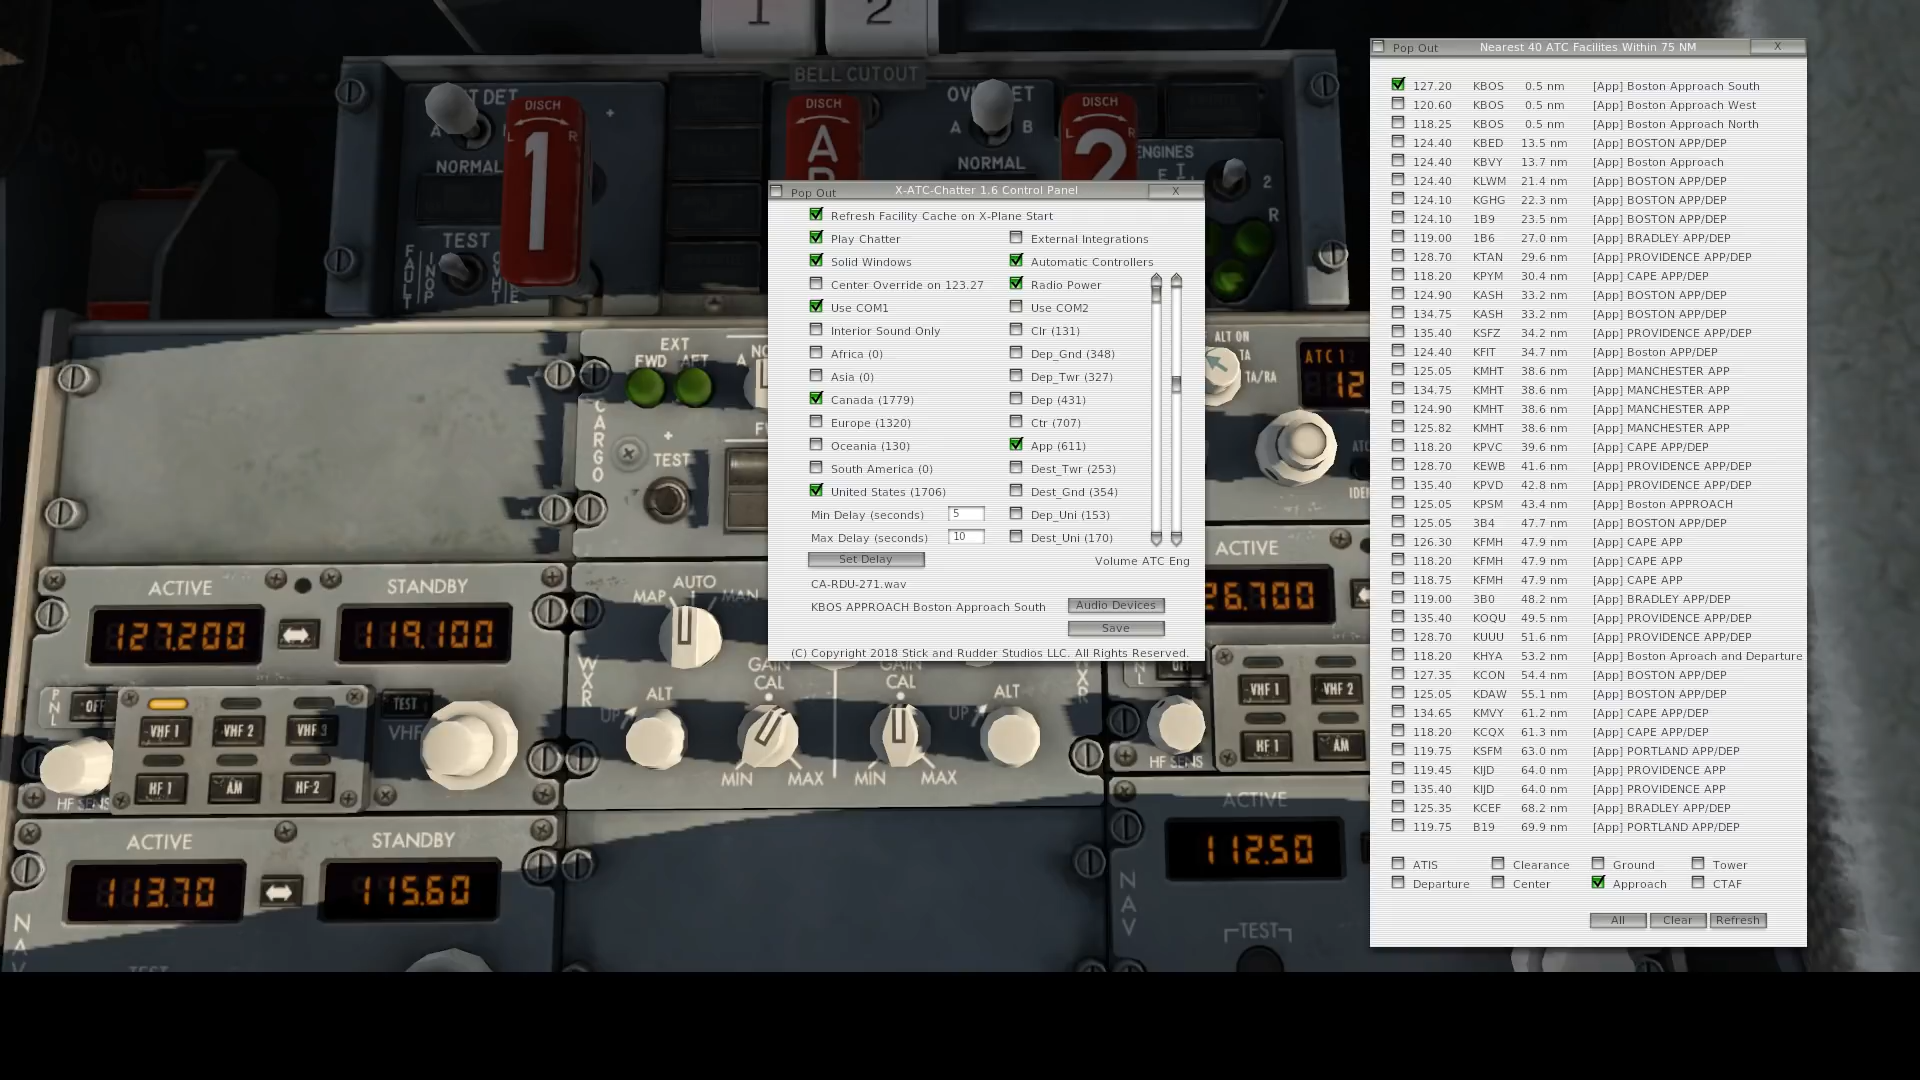 1 2
BELL CUTOUT
DISCH
L R
1
DISCH
A
DISCH
L R
2
NORMAL
A B
NORMAL
ENGINES
2
R
TEST
FAULT
INOP
EXT
FWD AFT
CARGO
TEST
ALT ON
TA
TA/RA
ATC 1
12
ACTIVE STANDBY
127.200 119.100
PNL
OFF
TEST
VHF 1 VHF 2 VHF 3
VHF
HF 1 AM HF 2
HF SENS
AUTO
MAP MAN
WXR
UP ALT
GAIN
CAL
MIN MAX
GAIN
CAL
MIN MAX
UP ALT
ACTIVE
26.700
VHF 1 VHF 2
HF 1 AM
HF SENS
ACTIVE STANDBY
113.70 115.60
NAV
ACTIVE
112.50
NAV
TEST
Pop Out X-ATC-Chatter 1.6 Control Panel X
Refresh Facility Cache on X-Plane Start
Play Chatter External Integrations
Solid Windows Automatic Controllers
Center Override on 123.27 Radio Power
Use COM1 Use COM2
Interior Sound Only Clr (131)
Africa (0) Dep_Gnd (348)
Asia (0) Dep_Twr (327)
Canada (1779) Dep (431)
Europe (1320) Ctr (707)
Oceania (130) App (611)
South America (0) Dest_Twr (253)
United States (1706) Dest_Gnd (354)
Min Delay (seconds) 5 Dep_Uni (153)
Max Delay (seconds) 10 Dest_Uni (170)
Set Delay Volume ATC Eng
CA-RDU-271.wav
KBOS APPROACH Boston Approach South Audio Devices
Save
(C) Copyright 2018 Stick and Rudder Studios LLC. All Rights Reserved.
Pop Out Nearest 40 ATC Facilites Within 75 NM X
127.20 KBOS 0.5 nm [App] Boston Approach South
120.60 KBOS 0.5 nm [App] Boston Approach West
118.25 KBOS 0.5 nm [App] Boston Approach North
124.40 KBED 13.5 nm [App] BOSTON APP/DEP
124.40 KBVY 13.7 nm [App] Boston Approach
124.40 KLWM 21.4 nm [App] BOSTON APP/DEP
124.10 KGHG 22.3 nm [App] BOSTON APP/DEP
124.10 1B9 23.5 nm [App] BOSTON APP/DEP
119.00 1B6 27.0 nm [App] BRADLEY APP/DEP
128.70 KTAN 29.6 nm [App] PROVIDENCE APP/DEP
118.20 KPYM 30.4 nm [App] CAPE APP/DEP
124.90 KASH 33.2 nm [App] BOSTON APP/DEP
134.75 KASH 33.2 nm [App] BOSTON APP/DEP
135.40 KSFZ 34.2 nm [App] PROVIDENCE APP/DEP
124.40 KFIT 34.7 nm [App] Boston APP/DEP
125.05 KMHT 38.6 nm [App] MANCHESTER APP
134.75 KMHT 38.6 nm [App] MANCHESTER APP
124.90 KMHT 38.6 nm [App] MANCHESTER APP
125.82 KMHT 38.6 nm [App] MANCHESTER APP
118.20 KPVC 39.6 nm [App] CAPE APP/DEP
128.70 KEWB 41.6 nm [App] PROVIDENCE APP/DEP
135.40 KPVD 42.8 nm [App] PROVIDENCE APP/DEP
125.05 KPSM 43.4 nm [App] Boston APPROACH
125.05 3B4 47.7 nm [App] BOSTON APP/DEP
126.30 KFMH 47.9 nm [App] CAPE APP
118.20 KFMH 47.9 nm [App] CAPE APP
118.75 KFMH 47.9 nm [App] CAPE APP
119.00 3B0 48.2 nm [App] BRADLEY APP/DEP
135.40 KOQU 49.5 nm [App] PROVIDENCE APP/DEP
128.70 KUUU 51.6 nm [App] PROVIDENCE APP/DEP
118.20 KHYA 53.2 nm [App] Boston Aproach and Departure
127.35 KCON 54.4 nm [App] BOSTON APP/DEP
125.05 KDAW 55.1 nm [App] BOSTON APP/DEP
134.65 KMVY 61.2 nm [App] CAPE APP/DEP
118.20 KCQX 61.3 nm [App] CAPE APP/DEP
119.75 KSFM 63.0 nm [App] PORTLAND APP/DEP
119.45 KIJD 64.0 nm [App] PROVIDENCE APP
135.40 KIJD 64.0 nm [App] PROVIDENCE APP
125.35 KCEF 68.2 nm [App] BRADLEY APP/DEP
119.75 B19 69.9 nm [App] PORTLAND APP/DEP
ATIS Clearance Ground Tower
Departure Center Approach CTAF
All Clear Refresh